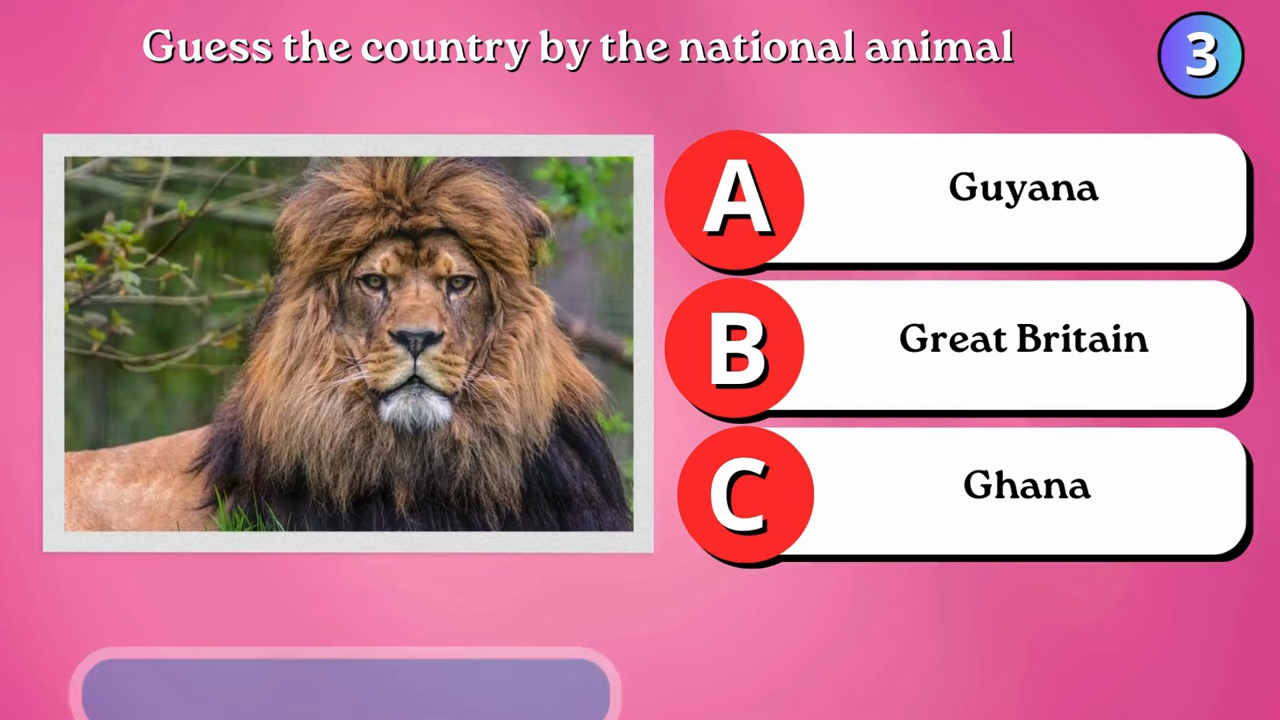 Guess the country by the national animal
3
A
Guyana
B
Great Britain
C
Ghana